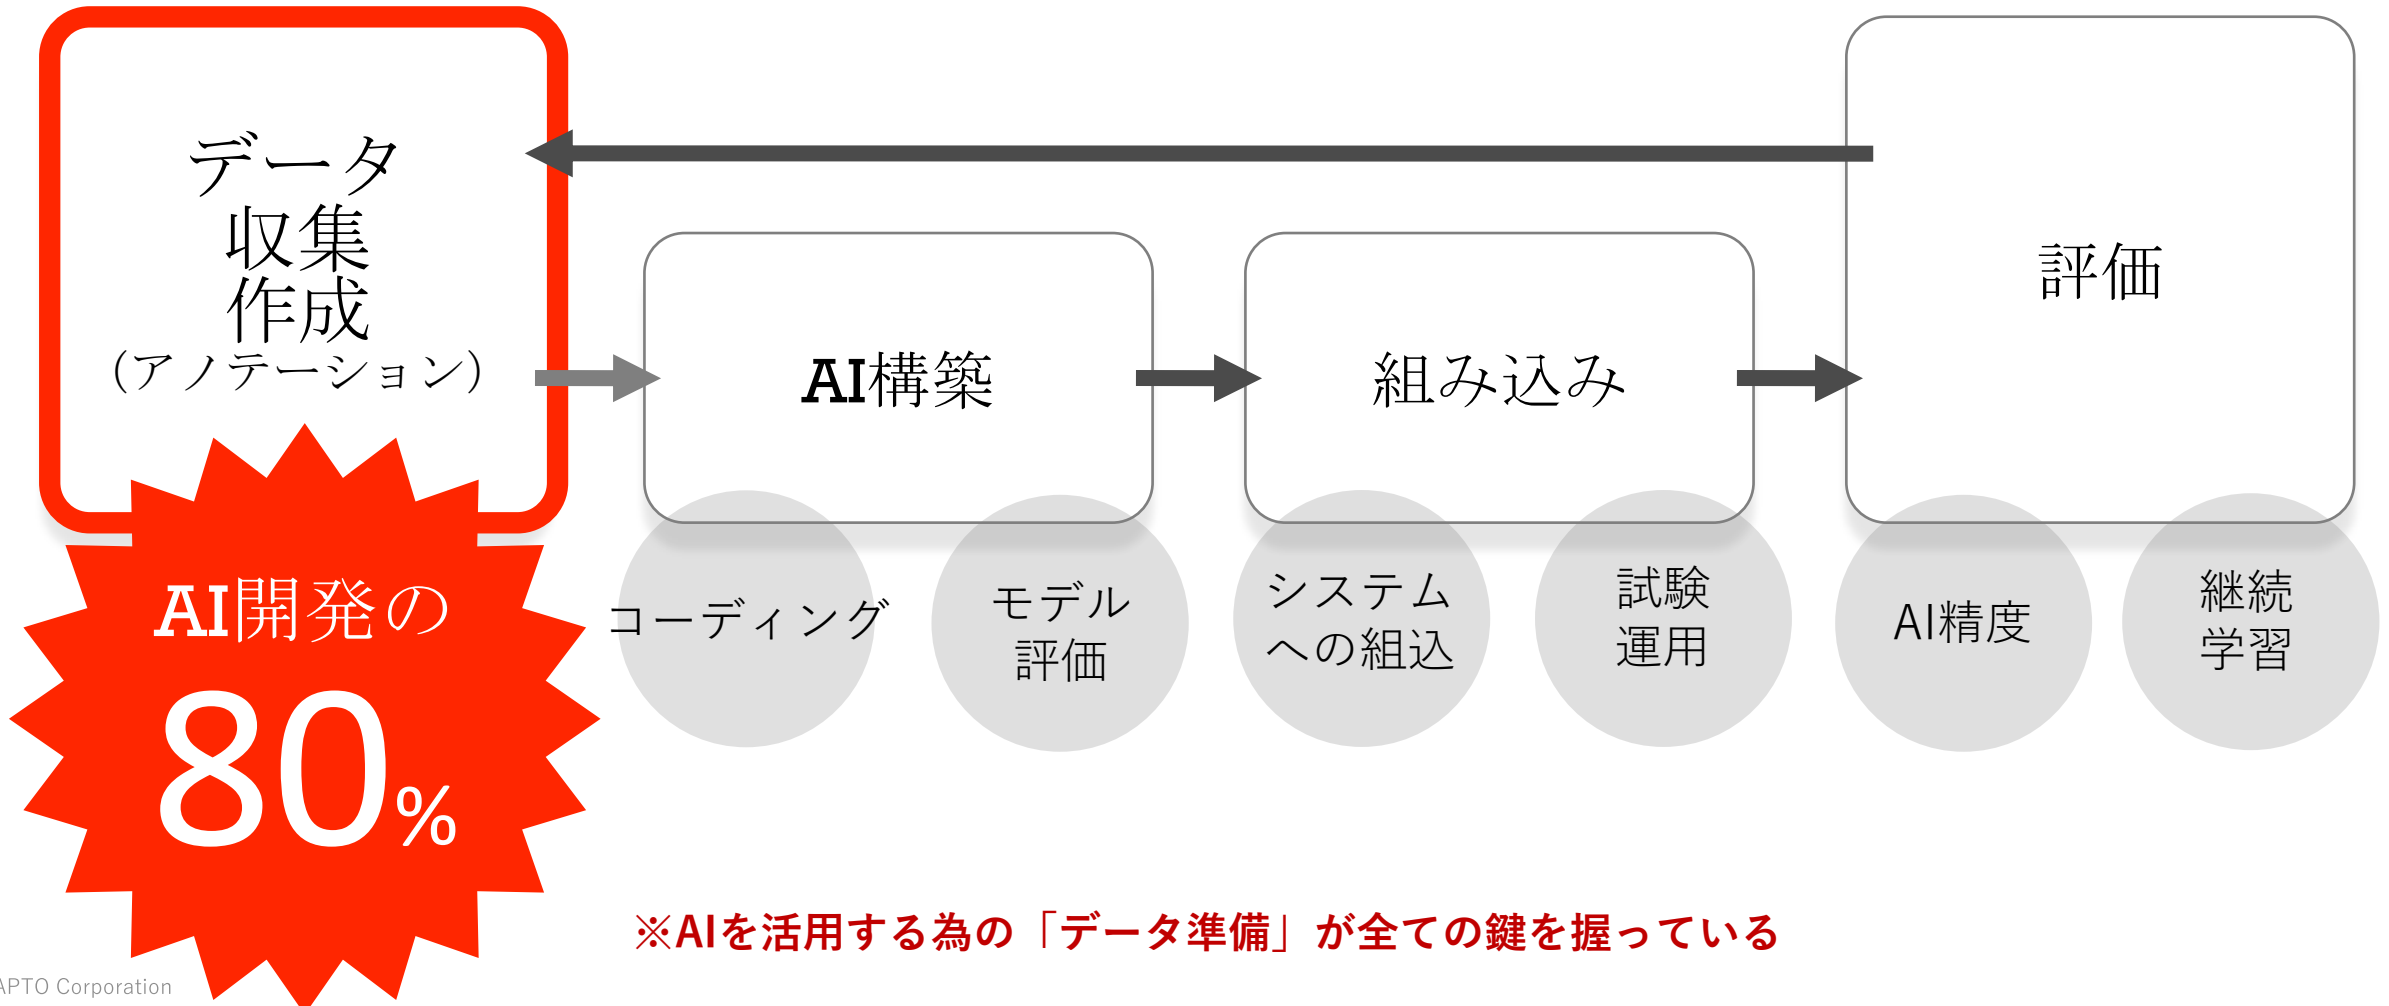 データ
収集
作成
（アノテーション）
AI開発の
80%
AI構築
コーディング
モデル
評価
組み込み
システム
への組込
試験
運用
評価
AI精度
継続
学習
※AIを活用する為の「データ準備」が全ての鍵を握っている
APTO Corporation